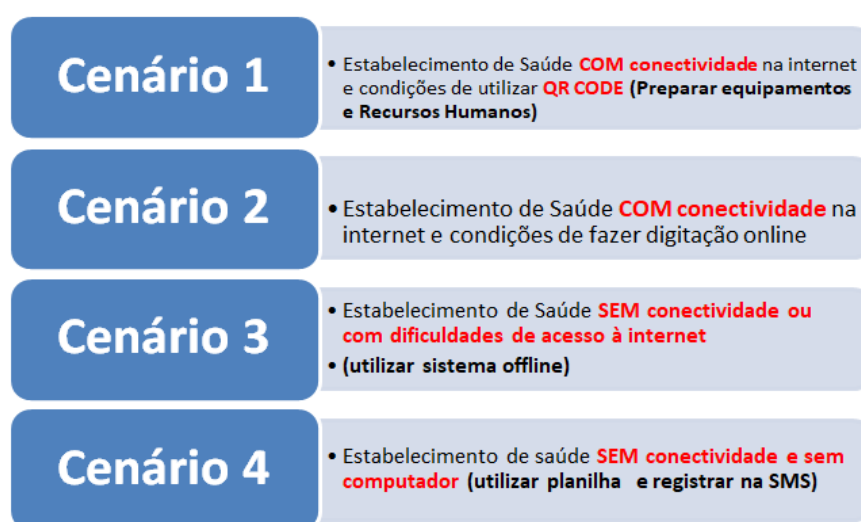 Cenário 1
• Estabelecimento de Saúde COM conectividade na internet
e condições de utilizar QR CODE (Preparar equipamentos
e Recursos Humanos)
Cenário 2
• Estabelecimento de Saúde COM conectividade na
internet e condições de fazer digitação online
Cenário 3
• Estabelecimento de Saúde SEM conectividade ou
com dificuldades de acesso à internet
• (utilizar sistema offline)
Cenário 4
• Estabelecimento de saúde SEM conectividade e sem
computador (utilizar planilha e registrar na SMS)